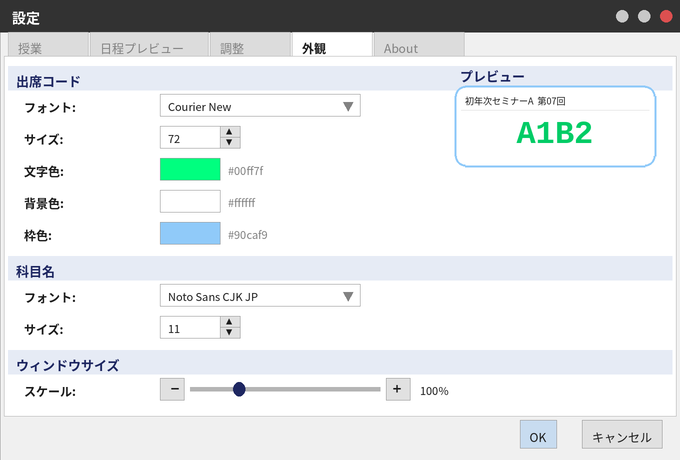 設定
授業 日程プレビュー 調整 外観 About
出席コード
フォント: Courier New
サイズ: 72
文字色: #00ff7f
背景色: #ffffff
枠色: #90caf9
プレビュー
初年次セミナーA 第07回
A1B2
科目名
フォント: Noto Sans CJK JP
サイズ: 11
ウィンドウサイズ
スケール: − + 100%
OK キャンセル